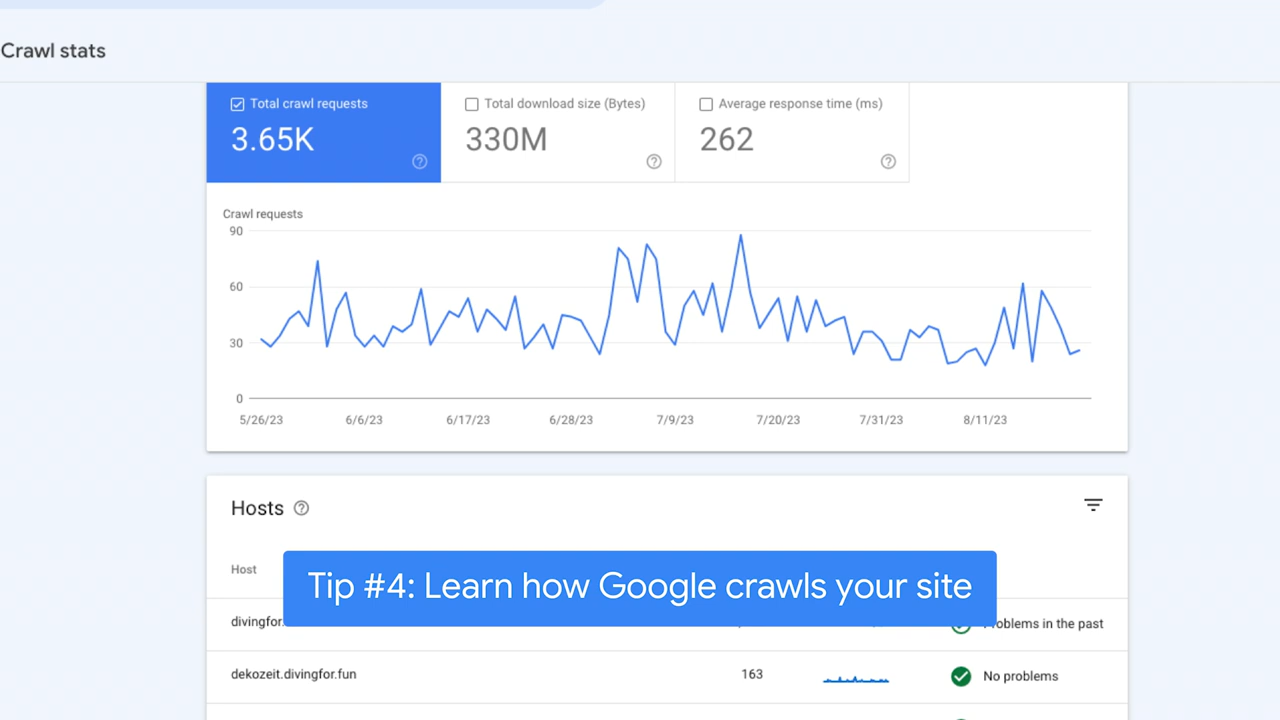 Crawl stats
Total crawl requests
3.65K
Total download size (Bytes)
330M
Average response time (ms)
262
Crawl requests
90
60
30
0
5/26/23 6/6/23 6/17/23 6/28/23 7/9/23 7/20/23 7/31/23 8/11/23
Hosts
Host
Tip #4: Learn how Google crawls your site
Problems in the past
dekozeit.divingfor.fun 163 No problems